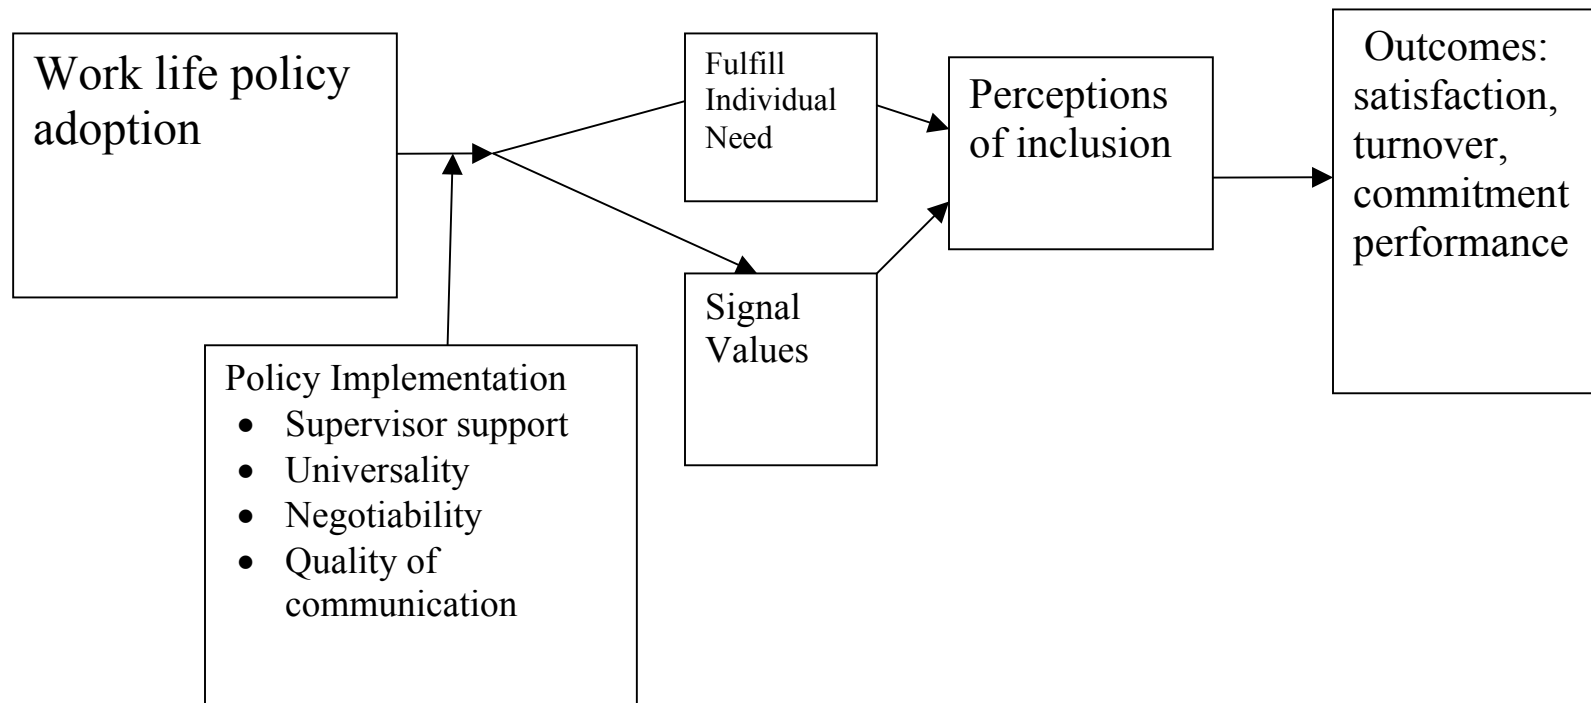 Work life policy
adoption
Fulfill
Individual
Need
Perceptions
of inclusion
Outcomes:
satisfaction,
turnover,
commitment
performance
Signal
Values
Policy Implementation
• Supervisor support
• Universality
• Negotiability
• Quality of
communication